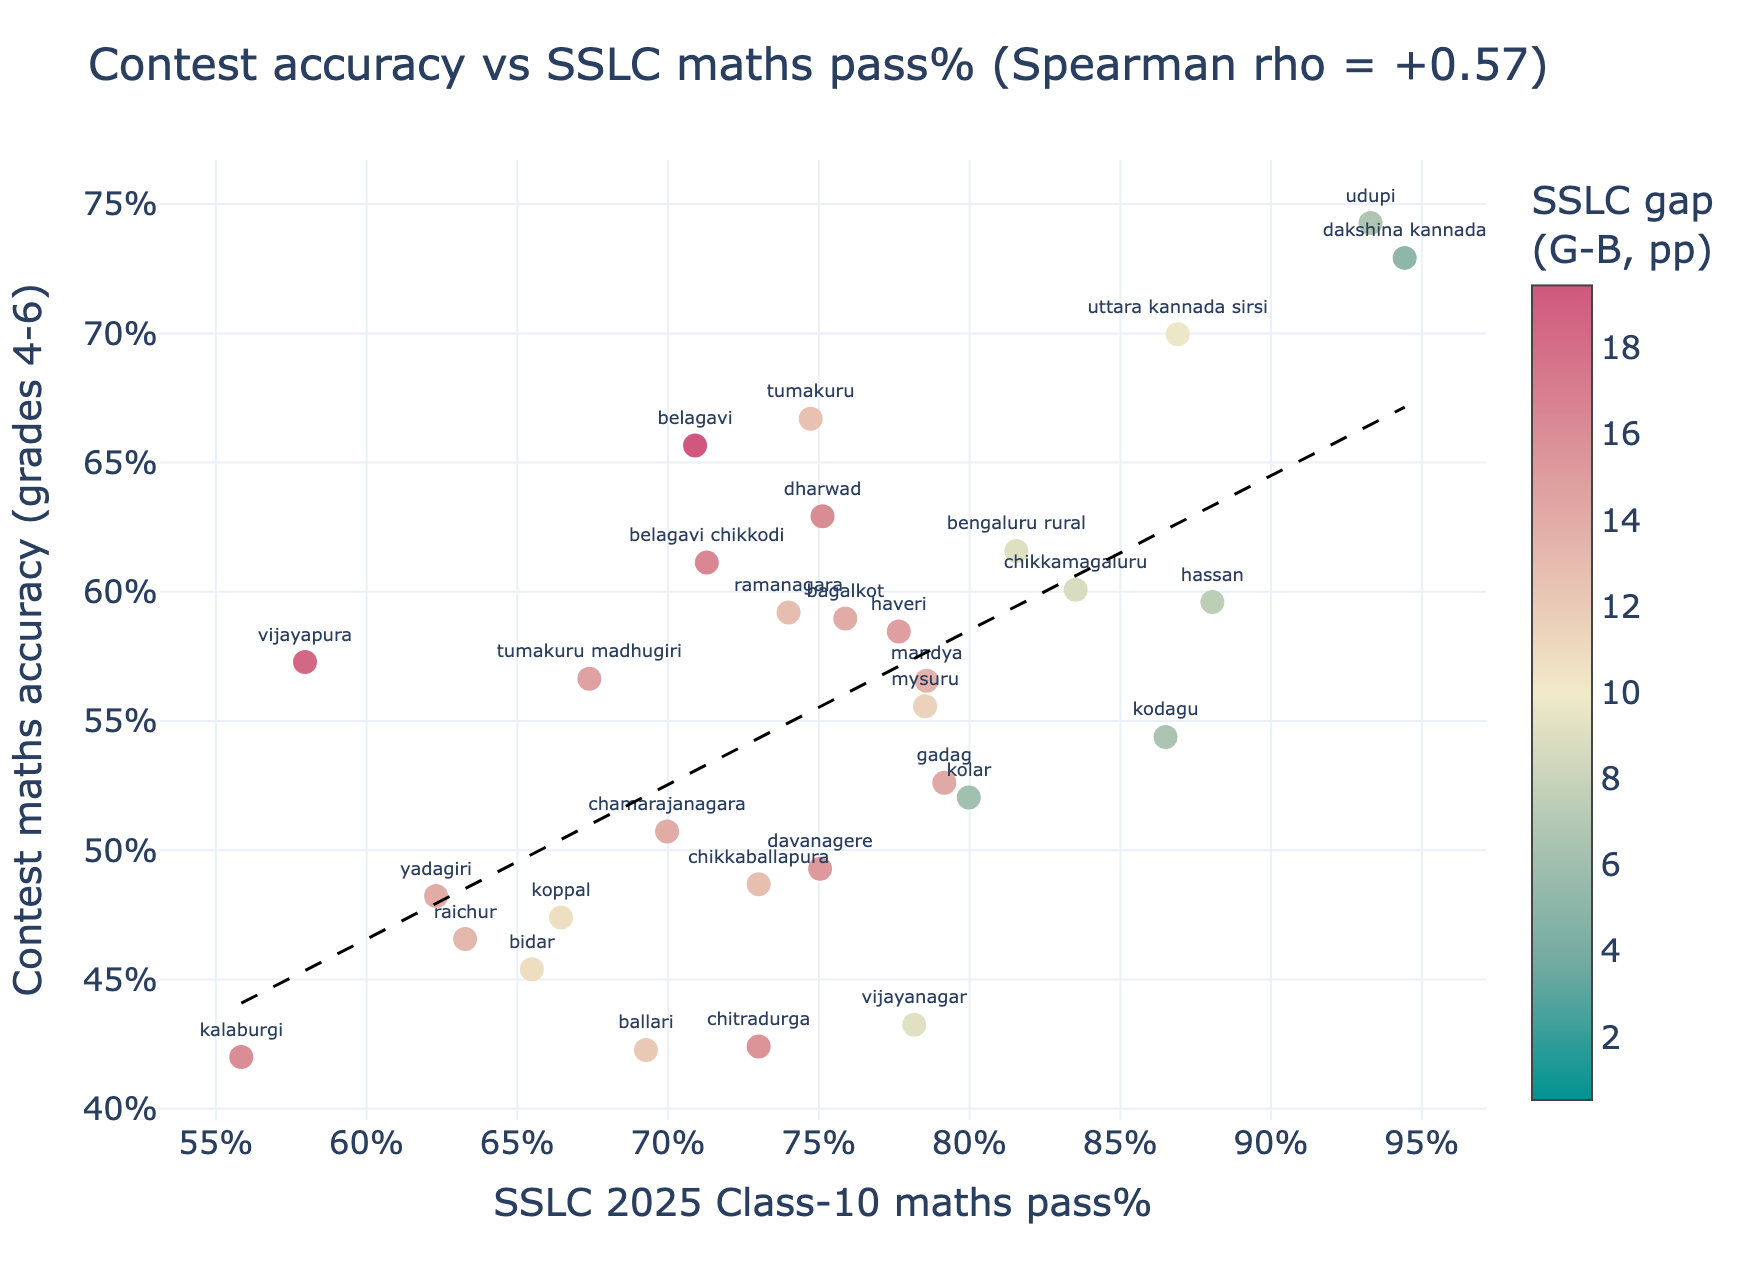 Contest accuracy vs SSLC maths pass% (Spearman rho = +0.57)
SSLC gap
(G-B, pp)
18
16
14
12
10
8
6
4
2
Contest maths accuracy (grades 4-6)
75%
70%
65%
60%
55%
50%
45%
40%
udupi
dakshina kannada
uttara kannada sirsi
tumakuru
belagavi
dharwad
bengaluru rural
belagavi chikkodi
chikkamagaluru
hassan
ramanagara
bagalkot
haveri
vijayapura
tumakuru madhugiri
mandya
mysuru
kodagu
gadag
kolar
chamarajanagara
davanagere
chikkaballapura
yadagiri
koppal
raichur
bidar
vijayanagar
kalaburgi
ballari
chitradurga
55%
60%
65%
70%
75%
80%
85%
90%
95%
SSLC 2025 Class-10 maths pass%